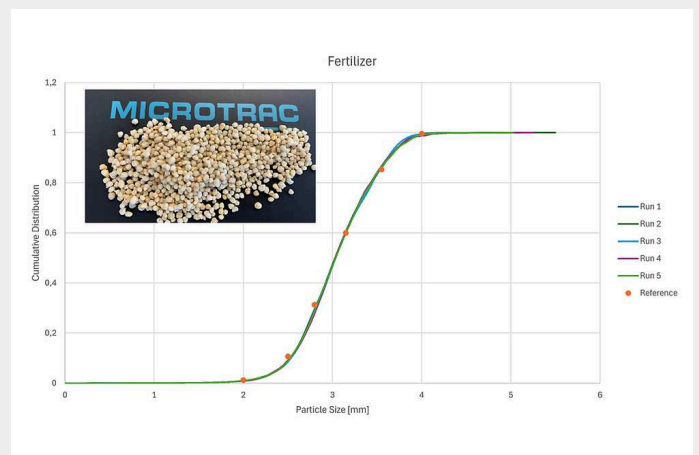 Fertilizer
MICROTRAC
1,2
1
0,8
0,6
0,4
0,2
0
Cumulative Distribution
0 1 2 3 4 5 6
Particle Size [mm]
Run 1
Run 2
Run 3
Run 4
Run 5
Reference